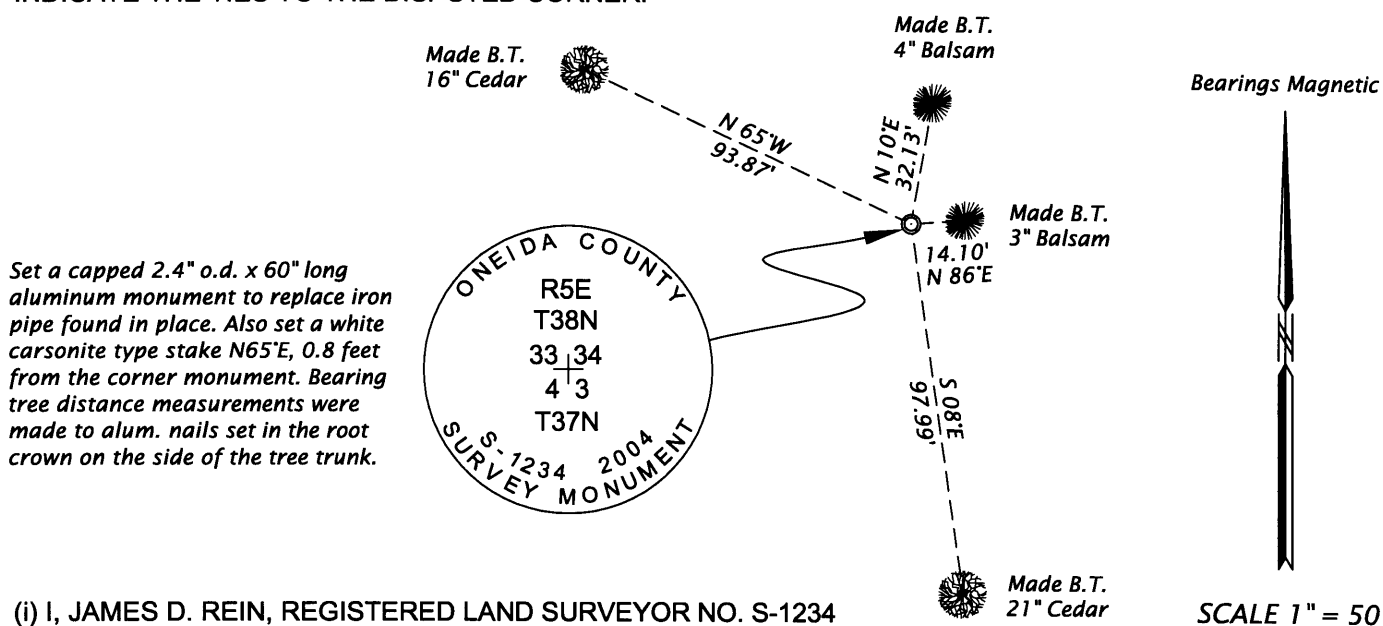 INDICATE THE TIES TO THE DISPUTED CORNER.
Made B.T.
16" Cedar
Made B.T.
4" Balsam
Bearings Magnetic
N 65°W
93.87'
N 10°E
32.13'
Made B.T.
3" Balsam
14.10'
N 86°E
Set a capped 2.4" o.d. x 60" long
aluminum monument to replace iron
pipe found in place. Also set a white
carsonite type stake N65°E, 0.8 feet
from the corner monument. Bearing
tree distance measurements were
made to alum. nails set in the root
crown on the side of the tree trunk.
ONEIDA COUNTY
R5E
T38N
33 34
4 3
T37N
S-1234 2004
SURVEY MONUMENT
S 08°E
97.99'
Made B.T.
21" Cedar
(i) I, JAMES D. REIN, REGISTERED LAND SURVEYOR NO. S-1234
SCALE 1" = 50